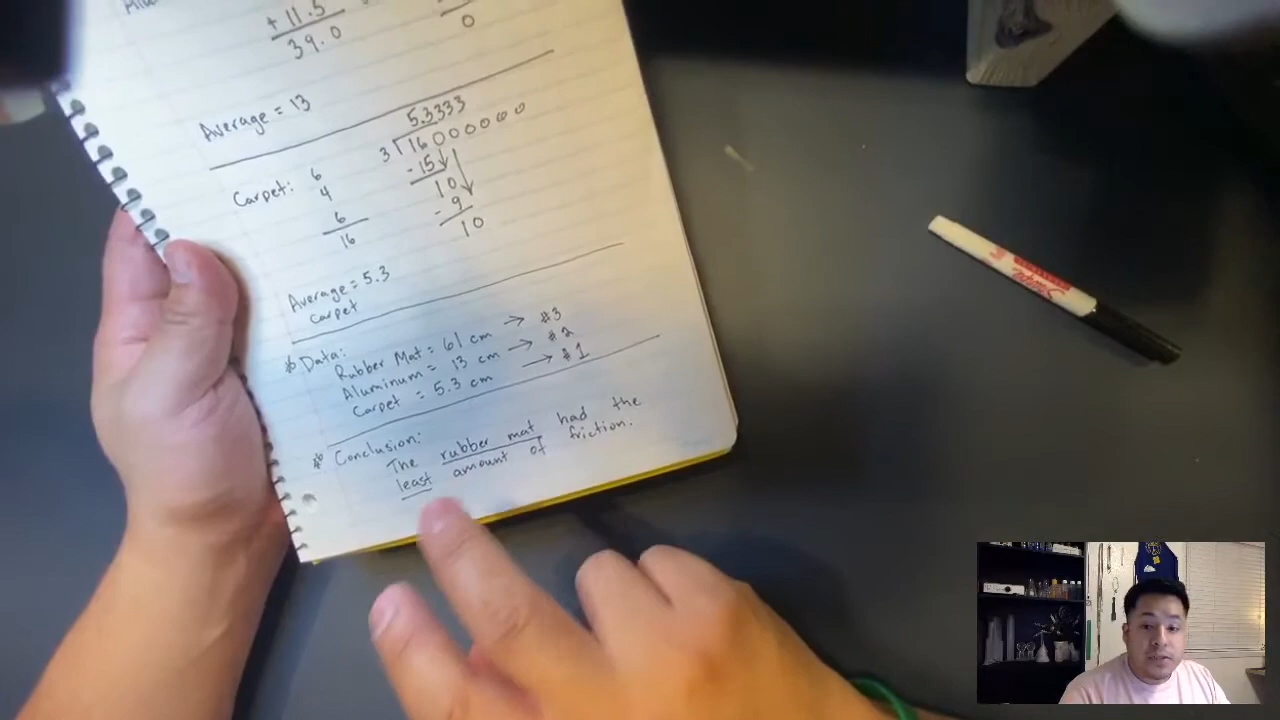 + 11.5
39.0
0
Average = 13
Carpet: 6
4
6
16
5.3333
3 16000000
- 15
10
- 9
10
Average = 5.3
carpet
Data:
Rubber Mat = 61 cm → #3
Aluminum = 13 cm → #2
Carpet = 5.3 cm → #1
Conclusion:
The rubber mat had the
least amount of friction.
Sharpie